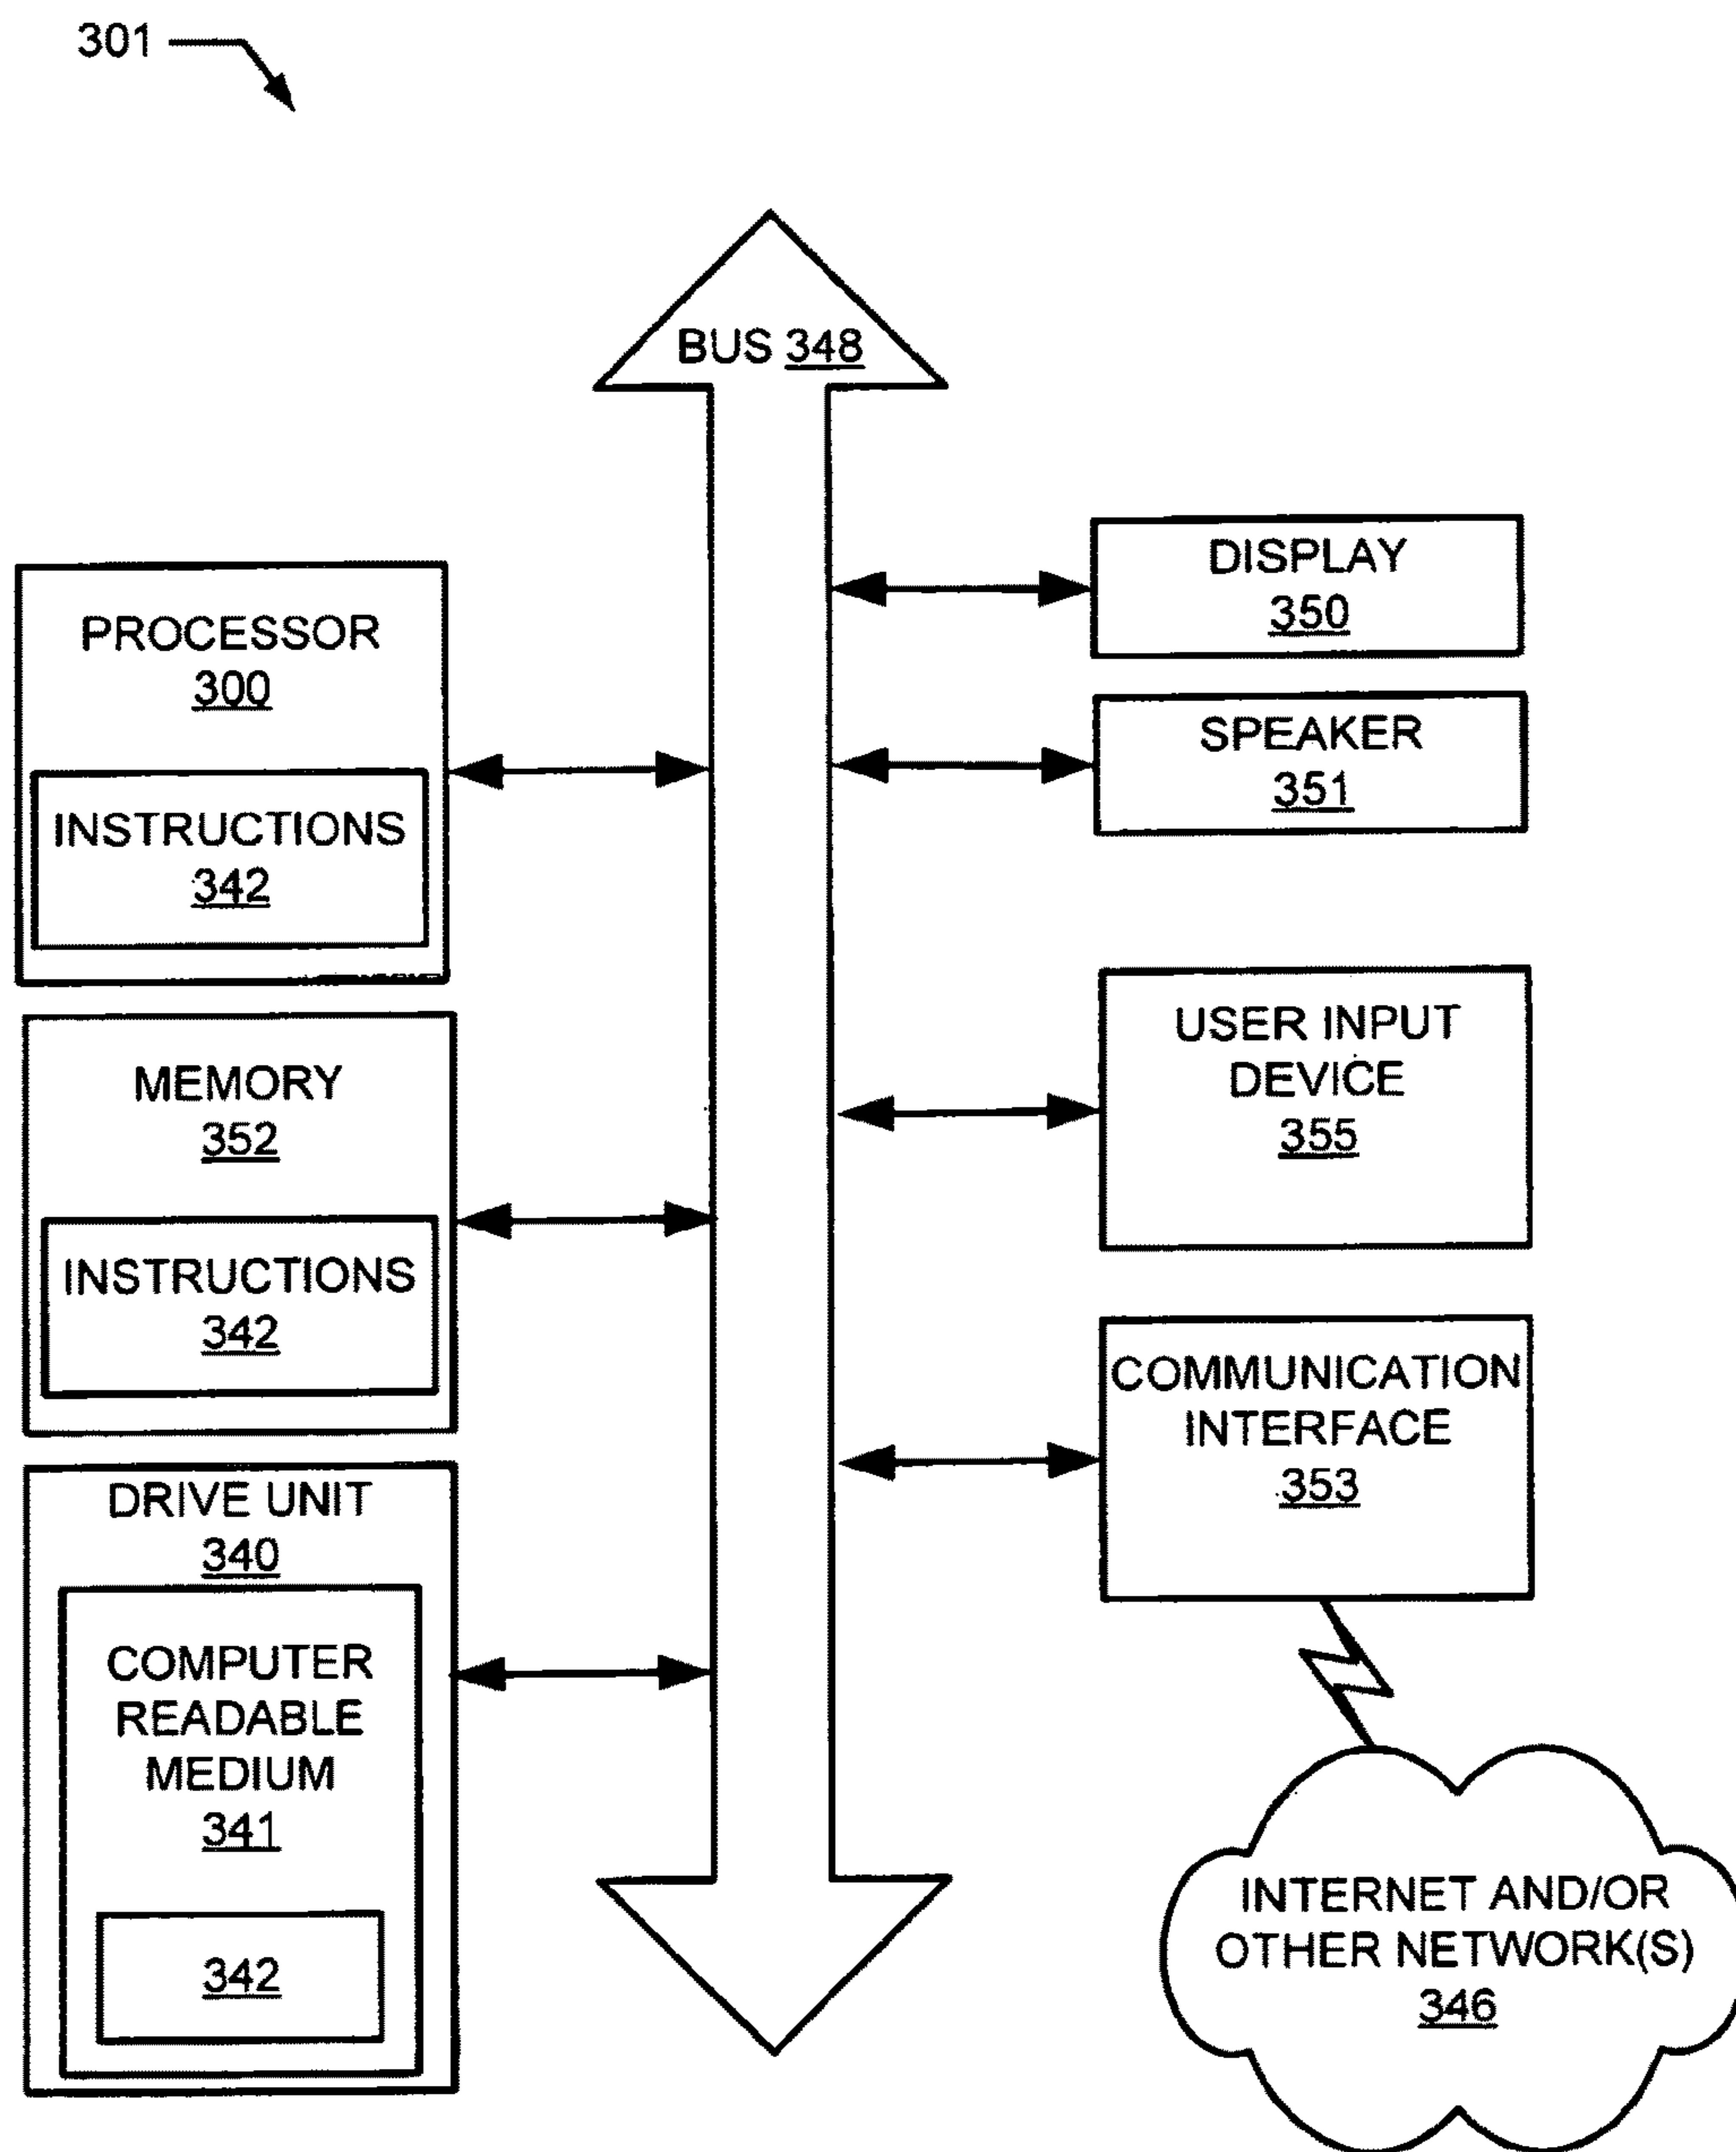 301
BUS 348
PROCESSOR
300
INSTRUCTIONS
342
MEMORY
352
INSTRUCTIONS
342
DRIVE UNIT
340
COMPUTER
READABLE
MEDIUM
341
342
DISPLAY
350
SPEAKER
351
USER INPUT
DEVICE
355
COMMUNICATION
INTERFACE
353
INTERNET AND/OR
OTHER NETWORK(S)
346